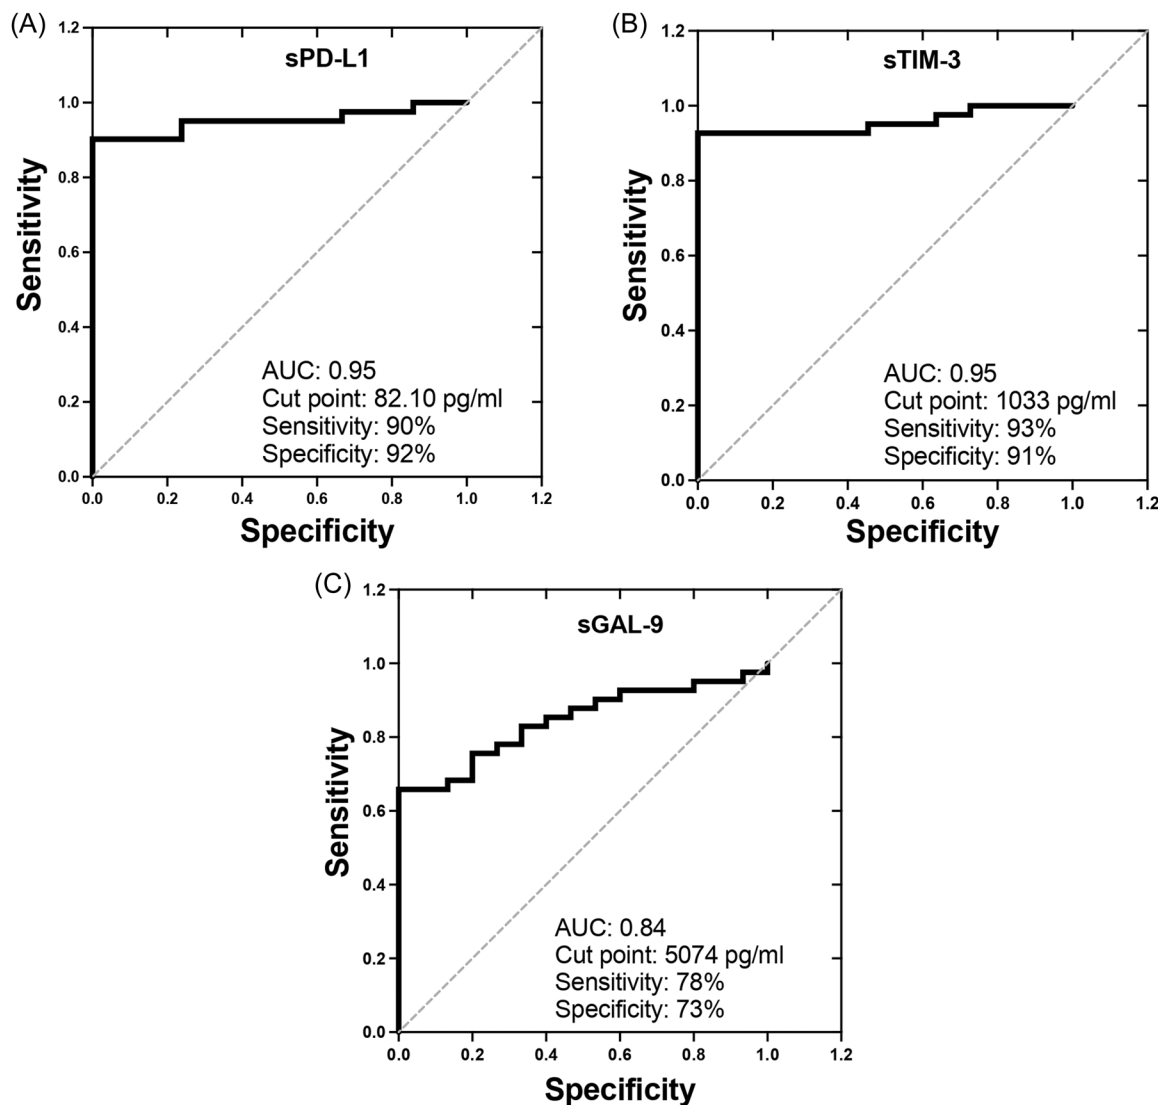 (A)
1.2
sPD-L1
1.0
0.8
Sensitivity
0.6
0.4
AUC: 0.95
Cut point: 82.10 pg/ml
0.2
Sensitivity: 90%
Specificity: 92%
0.0
0.0 0.2 0.4 0.6 0.8 1.0 1.2
Specificity
(B)
1.2
sTIM-3
1.0
0.8
Sensitivity
0.6
0.4
AUC: 0.95
Cut point: 1033 pg/ml
0.2
Sensitivity: 93%
Specificity: 91%
0.0
0.0 0.2 0.4 0.6 0.8 1.0 1.2
Specificity
(C)
1.2
sGAL-9
1.0
0.8
Sensitivity
0.6
0.4
AUC: 0.84
Cut point: 5074 pg/ml
0.2
Sensitivity: 78%
Specificity: 73%
0.0
0.0 0.2 0.4 0.6 0.8 1.0 1.2
Specificity